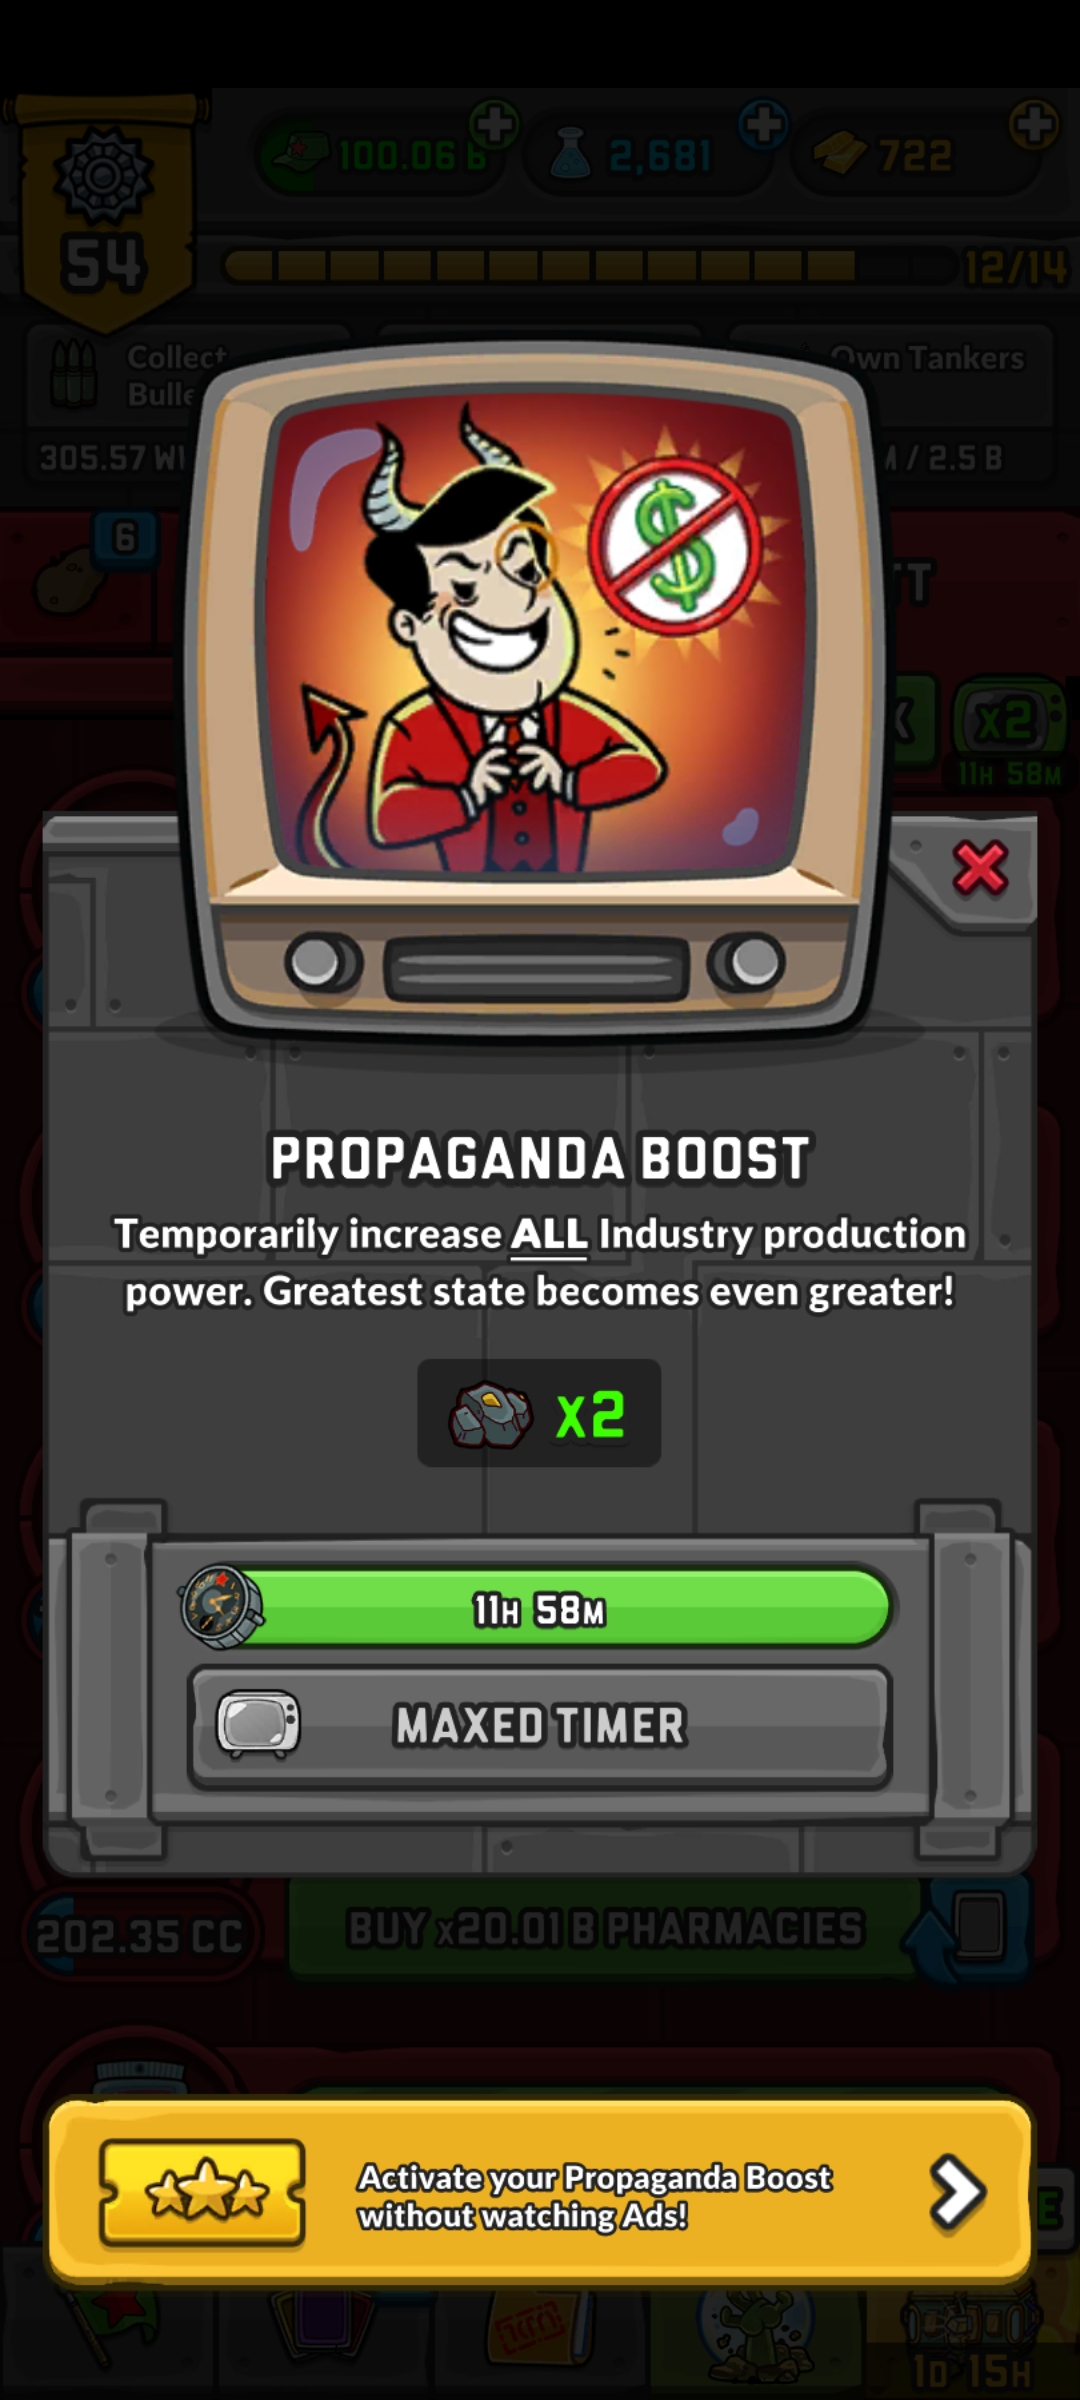 54
100.06 B
2,681
722
12/14
Collect
Own Tankers
305.57
/ 2.5 B
6
x2
11H 58M
PROPAGANDA BOOST
Temporarily increase ALL Industry production
power. Greatest state becomes even greater!
x2
11H 58M
MAXED TIMER
202.35 CC
BUY x20.01 B PHARMACIES
Activate your Propaganda Boost
without watching Ads!
1D 15H